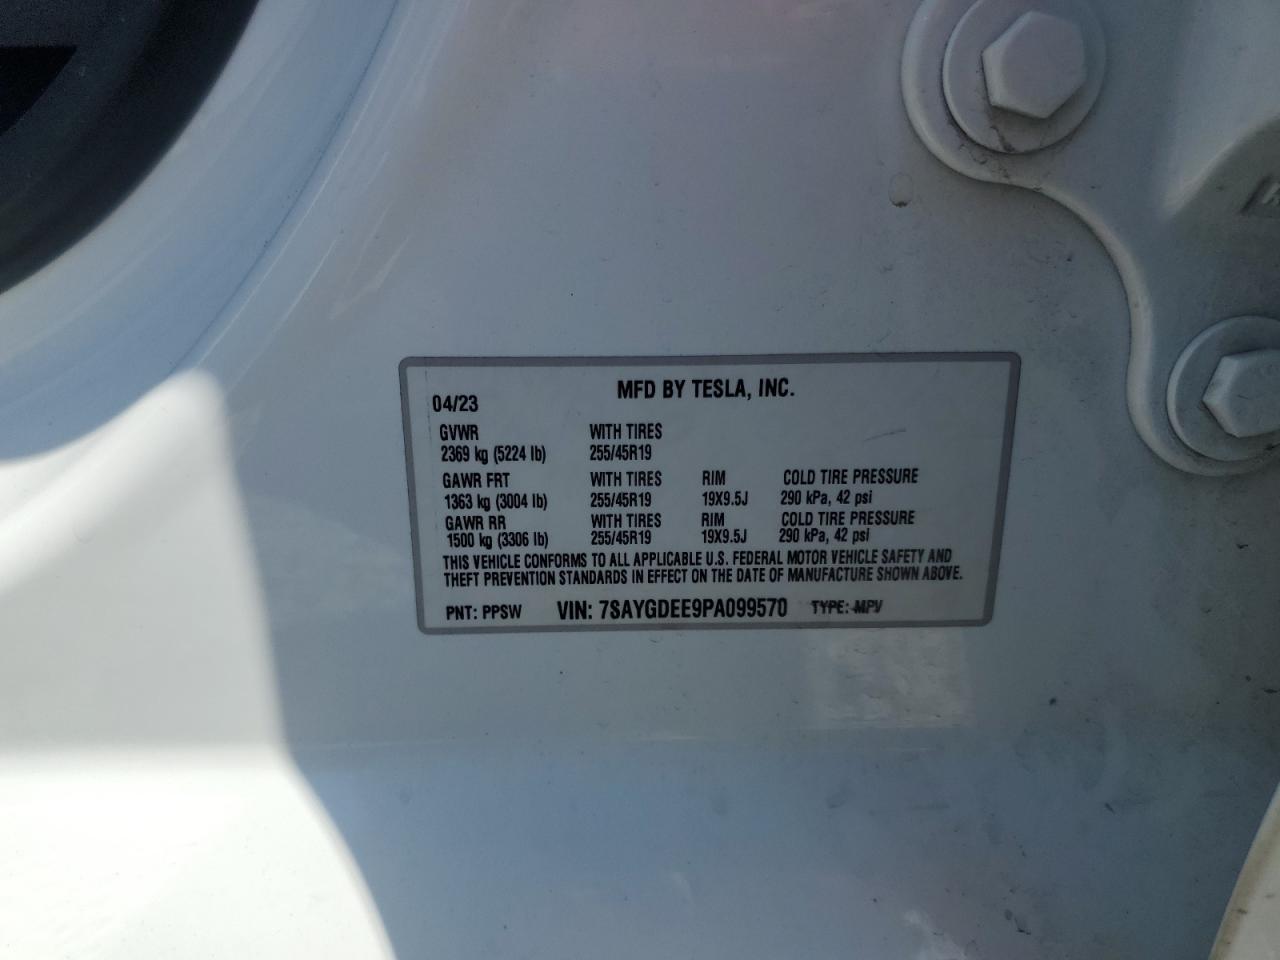 MFD BY TESLA, INC.
04/23
GVWR WITH TIRES
2369 kg (5224 lb) 255/45R19
GAWR FRT WITH TIRES RIM COLD TIRE PRESSURE
1363 kg (3004 lb) 255/45R19 19X9.5J 290 kPa, 42 psi
GAWR RR WITH TIRES RIM COLD TIRE PRESSURE
1500 kg (3306 lb) 255/45R19 19X9.5J 290 kPa, 42 psi
THIS VEHICLE CONFORMS TO ALL APPLICABLE U.S. FEDERAL MOTOR VEHICLE SAFETY AND
THEFT PREVENTION STANDARDS IN EFFECT ON THE DATE OF MANUFACTURE SHOWN ABOVE.
PNT: PPSW VIN: 7SAYGDEE9PA099570 TYPE: MPV